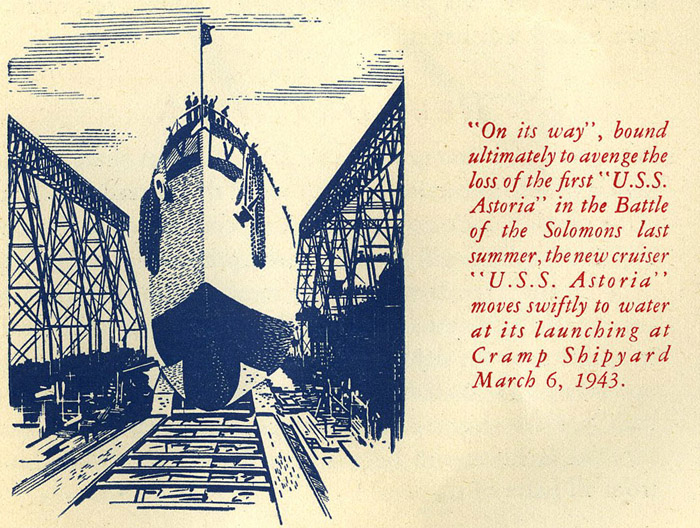 "On its way", bound
ultimately to avenge the
loss of the first "U.S.S.
Astoria" in the Battle
of the Solomons last
summer, the new cruiser
"U.S.S. Astoria"
moves swiftly to water
at its launching at
Cramp Shipyard
March 6, 1943.